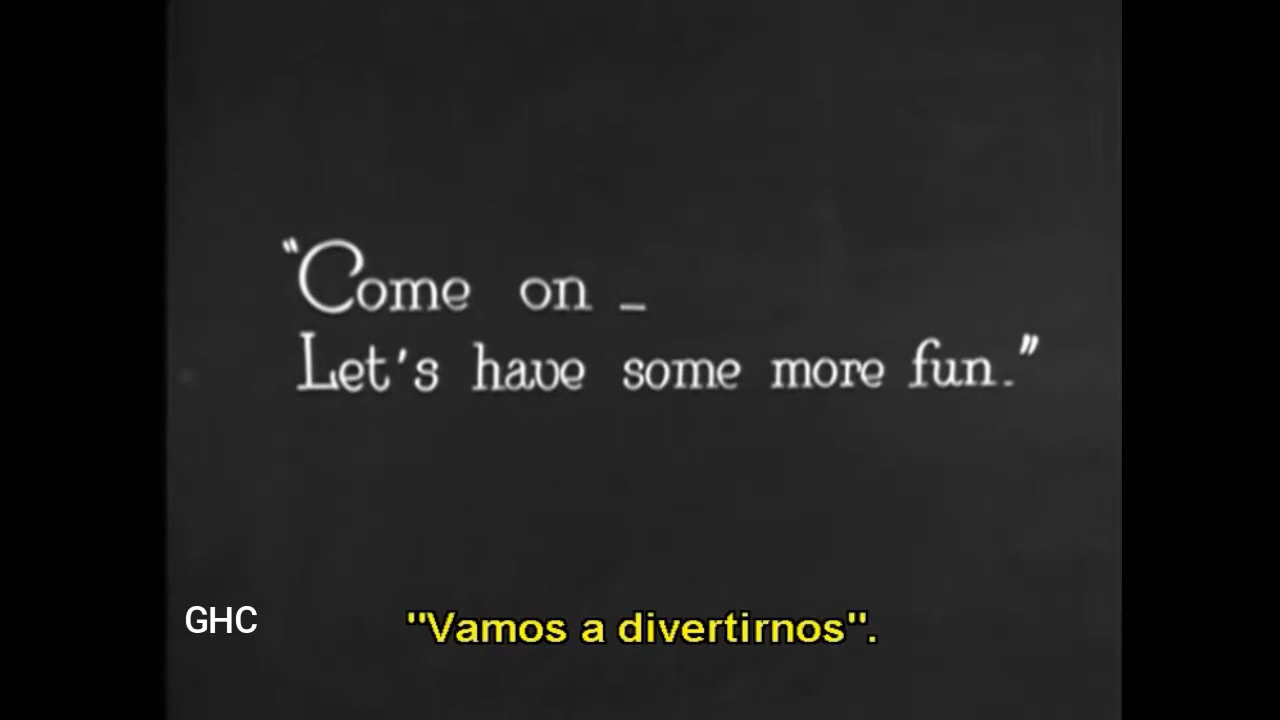 "Come on –
Let's have some more fun."
GHC
"Vamos a divertirnos".